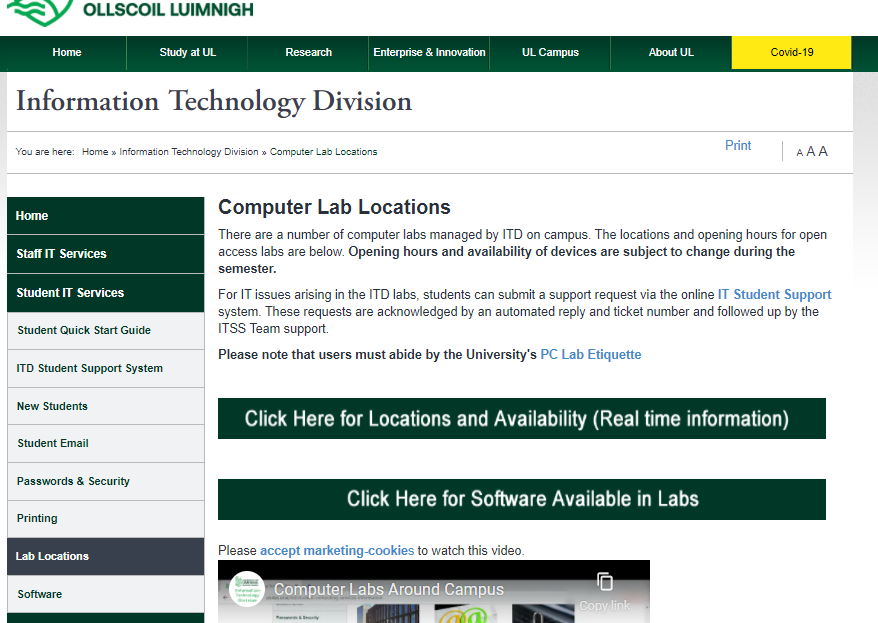 OLLSCOIL LUIMNIGH
Home
Study at UL
Research
Enterprise & Innovation
UL Campus
About UL
Covid-19
Information Technology Division
You are here: Home » Information Technology Division » Computer Lab Locations
Print
A A A
Home
Staff IT Services
Student IT Services
Student Quick Start Guide
ITD Student Support System
New Students
Student Email
Passwords & Security
Printing
Lab Locations
Software
Computer Lab Locations
There are a number of computer labs managed by ITD on campus. The locations and opening hours for open
access labs are below. Opening hours and availability of devices are subject to change during the
semester.
For IT issues arising in the ITD labs, students can submit a support request via the online IT Student Support
system. These requests are acknowledged by an automated reply and ticket number and followed up by the
ITSS Team support.
Please note that users must abide by the University's PC Lab Etiquette
Click Here for Locations and Availability (Real time information)
Click Here for Software Available in Labs
Please accept marketing-cookies to watch this video.
Information
Technology
Division
Computer Labs Around Campus
Copy link
Passwords & Security